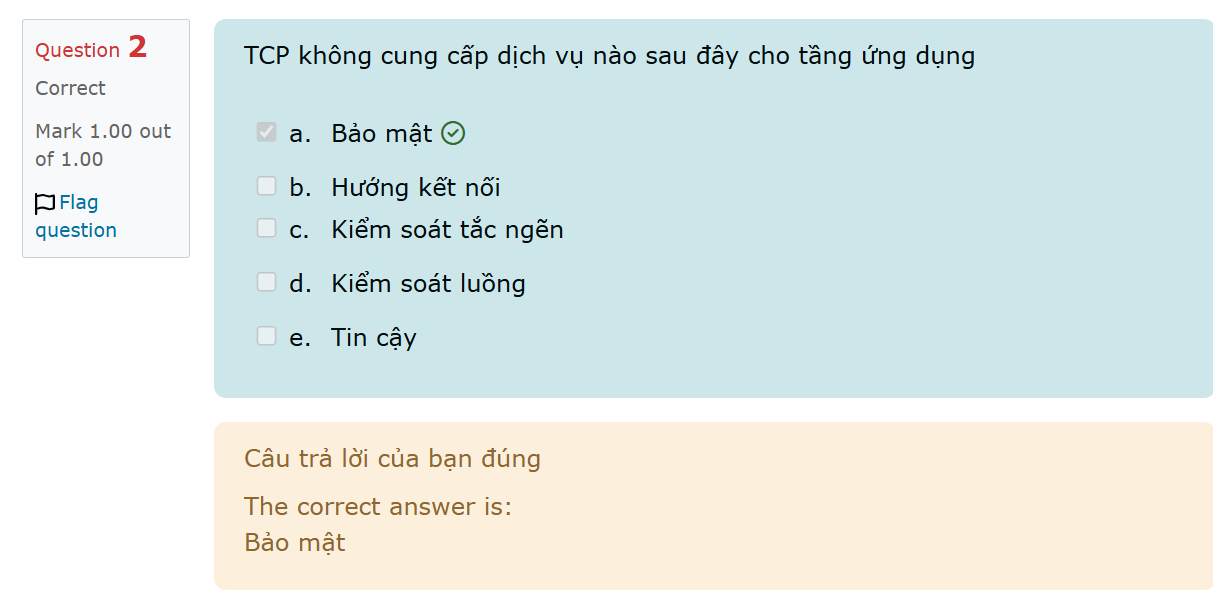 Question 2
Correct
Mark 1.00 out
of 1.00
Flag
question
TCP không cung cấp dịch vụ nào sau đây cho tầng ứng dụng
a. Bảo mật
b. Hướng kết nối
c. Kiểm soát tắc ngẽn
d. Kiểm soát luồng
e. Tin cậy
Câu trả lời của bạn đúng
The correct answer is:
Bảo mật